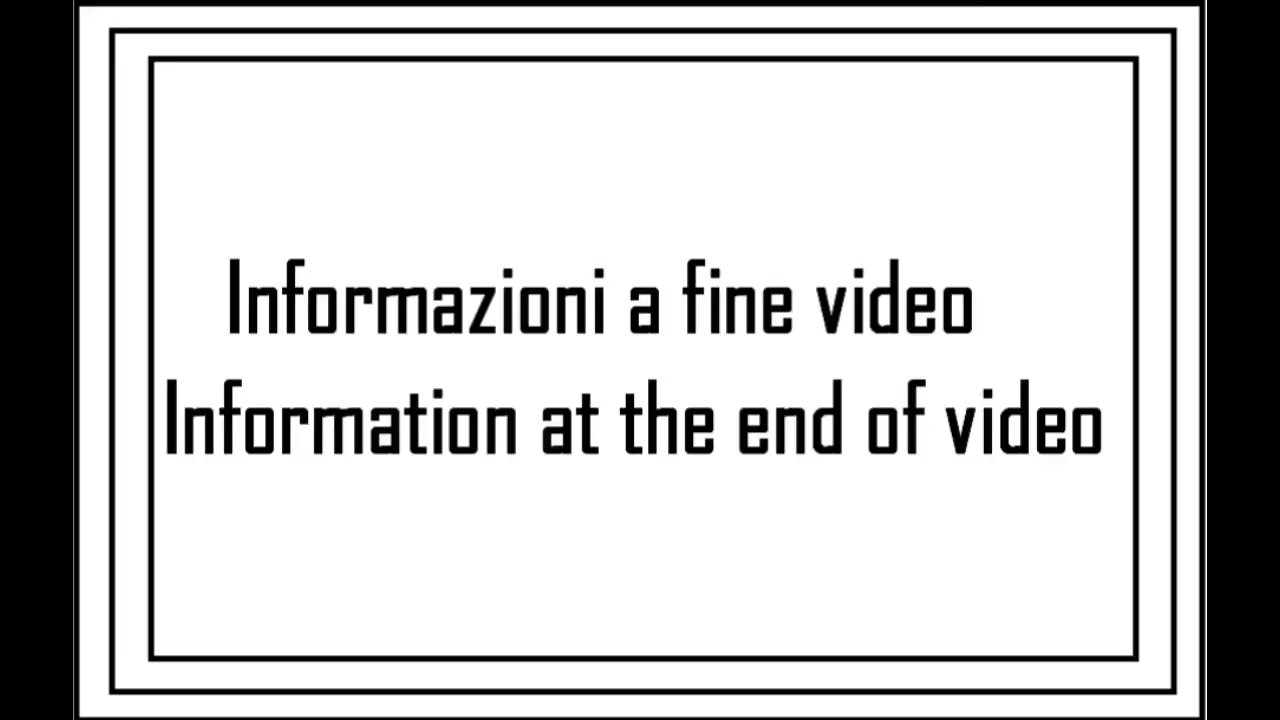 Informazioni a fine video
Information at the end of video